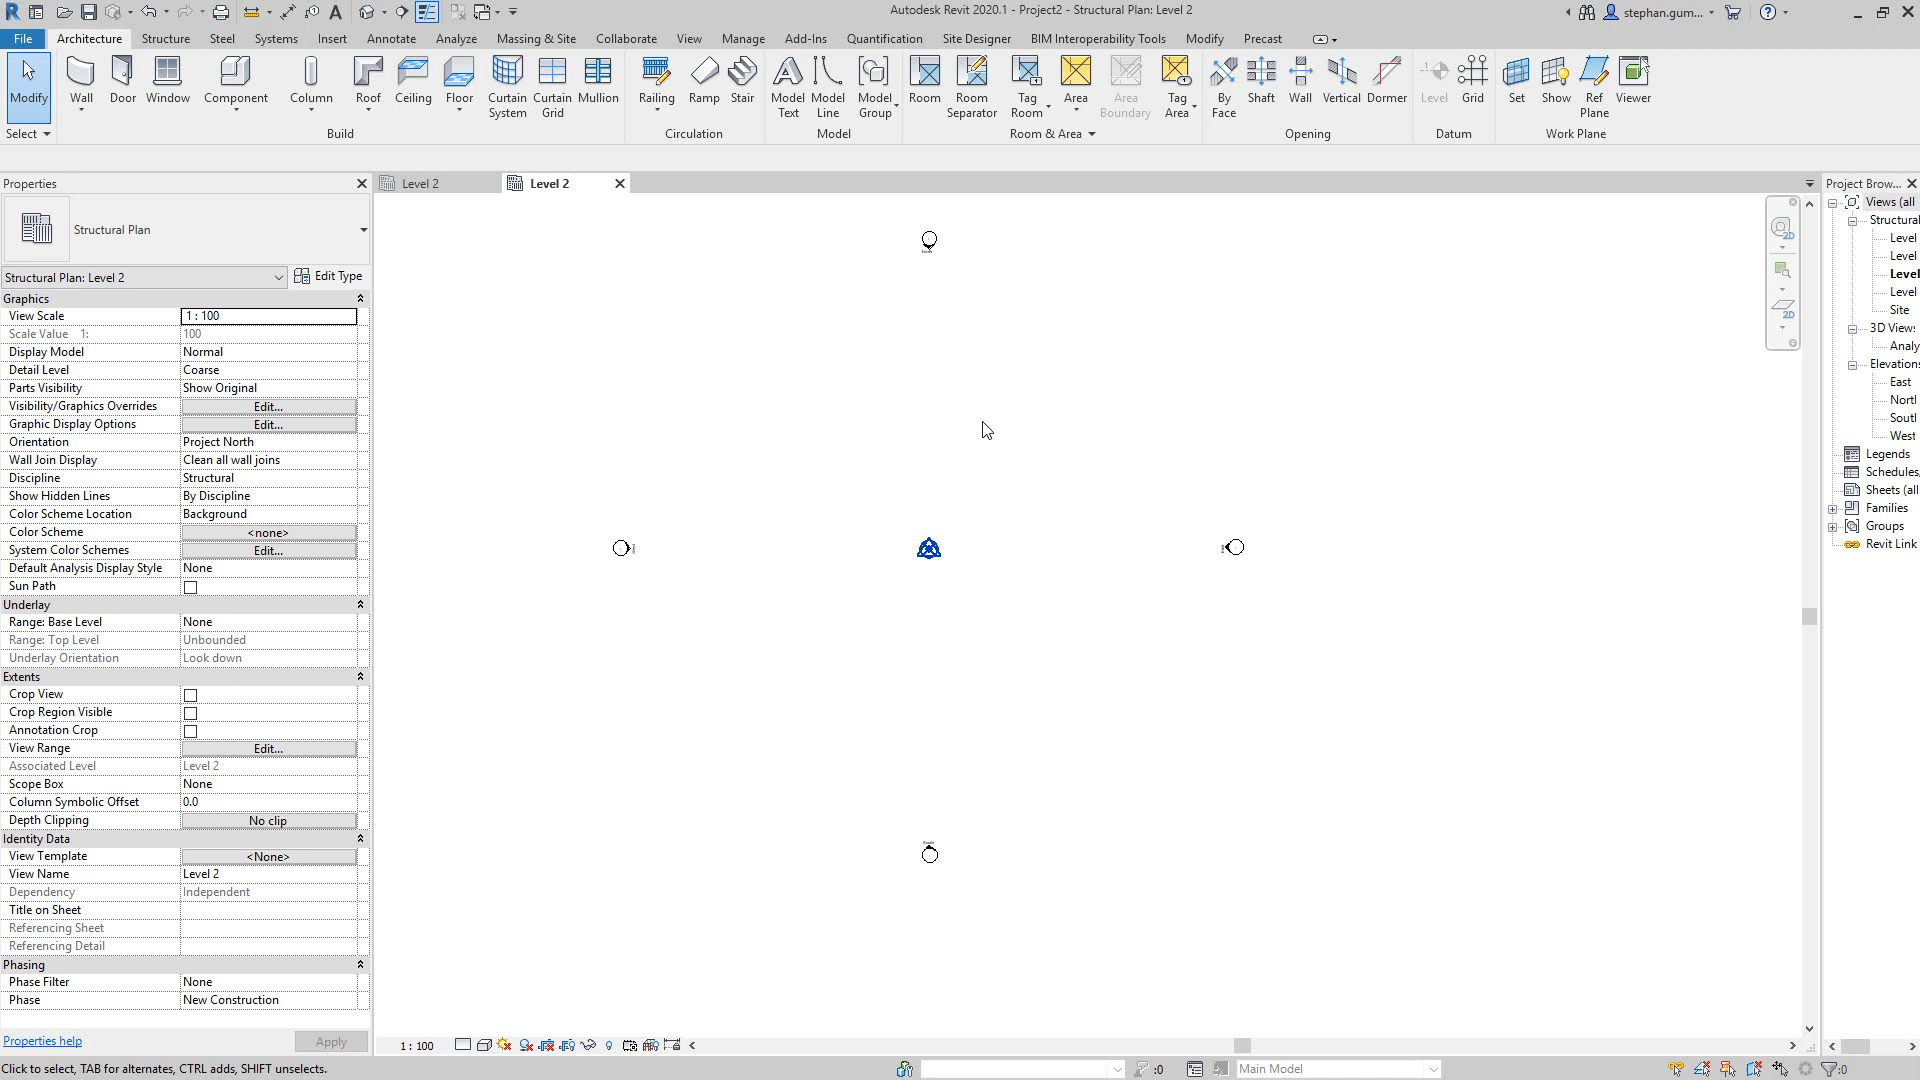 Autodesk Revit 2020.1 - Project2 - Structural Plan: Level 2
stephan.gum...
File Architecture Structure Steel Systems Insert Annotate Analyze Massing & Site Collaborate View Manage Add-Ins Quantification Site Designer BIM Interoperability Tools Modify Precast
Modify Wall Door Window Component Column Roof Ceiling Floor Curtain System Curtain Grid Mullion Railing Ramp Stair Model Text Model Line Model Group Room Room Separator Tag Room Area Area Boundary Tag Area By Face Shaft Wall Vertical Dormer Level Grid Set Show Ref Plane Viewer
Select Build Circulation Model Room & Area Opening Datum Work Plane
Properties
Level 2
Level 2
Project Brow...
Structural Plan
Structural Plan: Level 2
Edit Type
Graphics
View Scale 1 : 100
Scale Value 1: 100
Display Model Normal
Detail Level Coarse
Parts Visibility Show Original
Visibility/Graphics Overrides Edit...
Graphic Display Options Edit...
Orientation Project North
Wall Join Display Clean all wall joins
Discipline Structural
Show Hidden Lines By Discipline
Color Scheme Location Background
Color Scheme <none>
System Color Schemes Edit...
Default Analysis Display Style None
Sun Path
Underlay
Range: Base Level None
Range: Top Level Unbounded
Underlay Orientation Look down
Extents
Crop View
Crop Region Visible
Annotation Crop
View Range Edit...
Associated Level Level 2
Scope Box None
Column Symbolic Offset 0.0
Depth Clipping No clip
Identity Data
View Template <None>
View Name Level 2
Dependency Independent
Title on Sheet
Referencing Sheet
Referencing Detail
Phasing
Phase Filter None
Phase New Construction
Properties help
Apply
2D
2D
Views (all
Structural
Level
Level
Level
Level
Site
3D Views
Analy
Elevations
East
North
South
West
Legends
Schedules,
Sheets (all
Families
Groups
Revit Link
1 : 100
Click to select, TAB for alternates, CTRL adds, SHIFT unselects.
:0
Main Model
:0